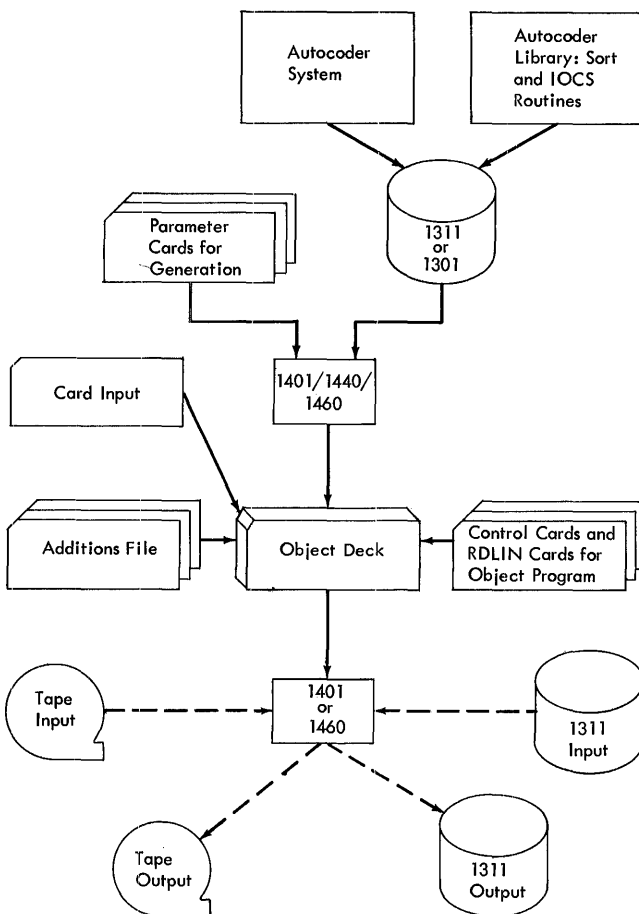 Autocoder
System
Autocoder
Library: Sort
and IOCS
Routines
1311
or
1301
Parameter
Cards for
Generation
1401/1440/
1460
Card Input
Additions File
Object Deck
Control Cards and
RDLIN Cards for
Object Program
Tape
Input
1401
or
1460
1311
Input
Tape
Output
1311
Output